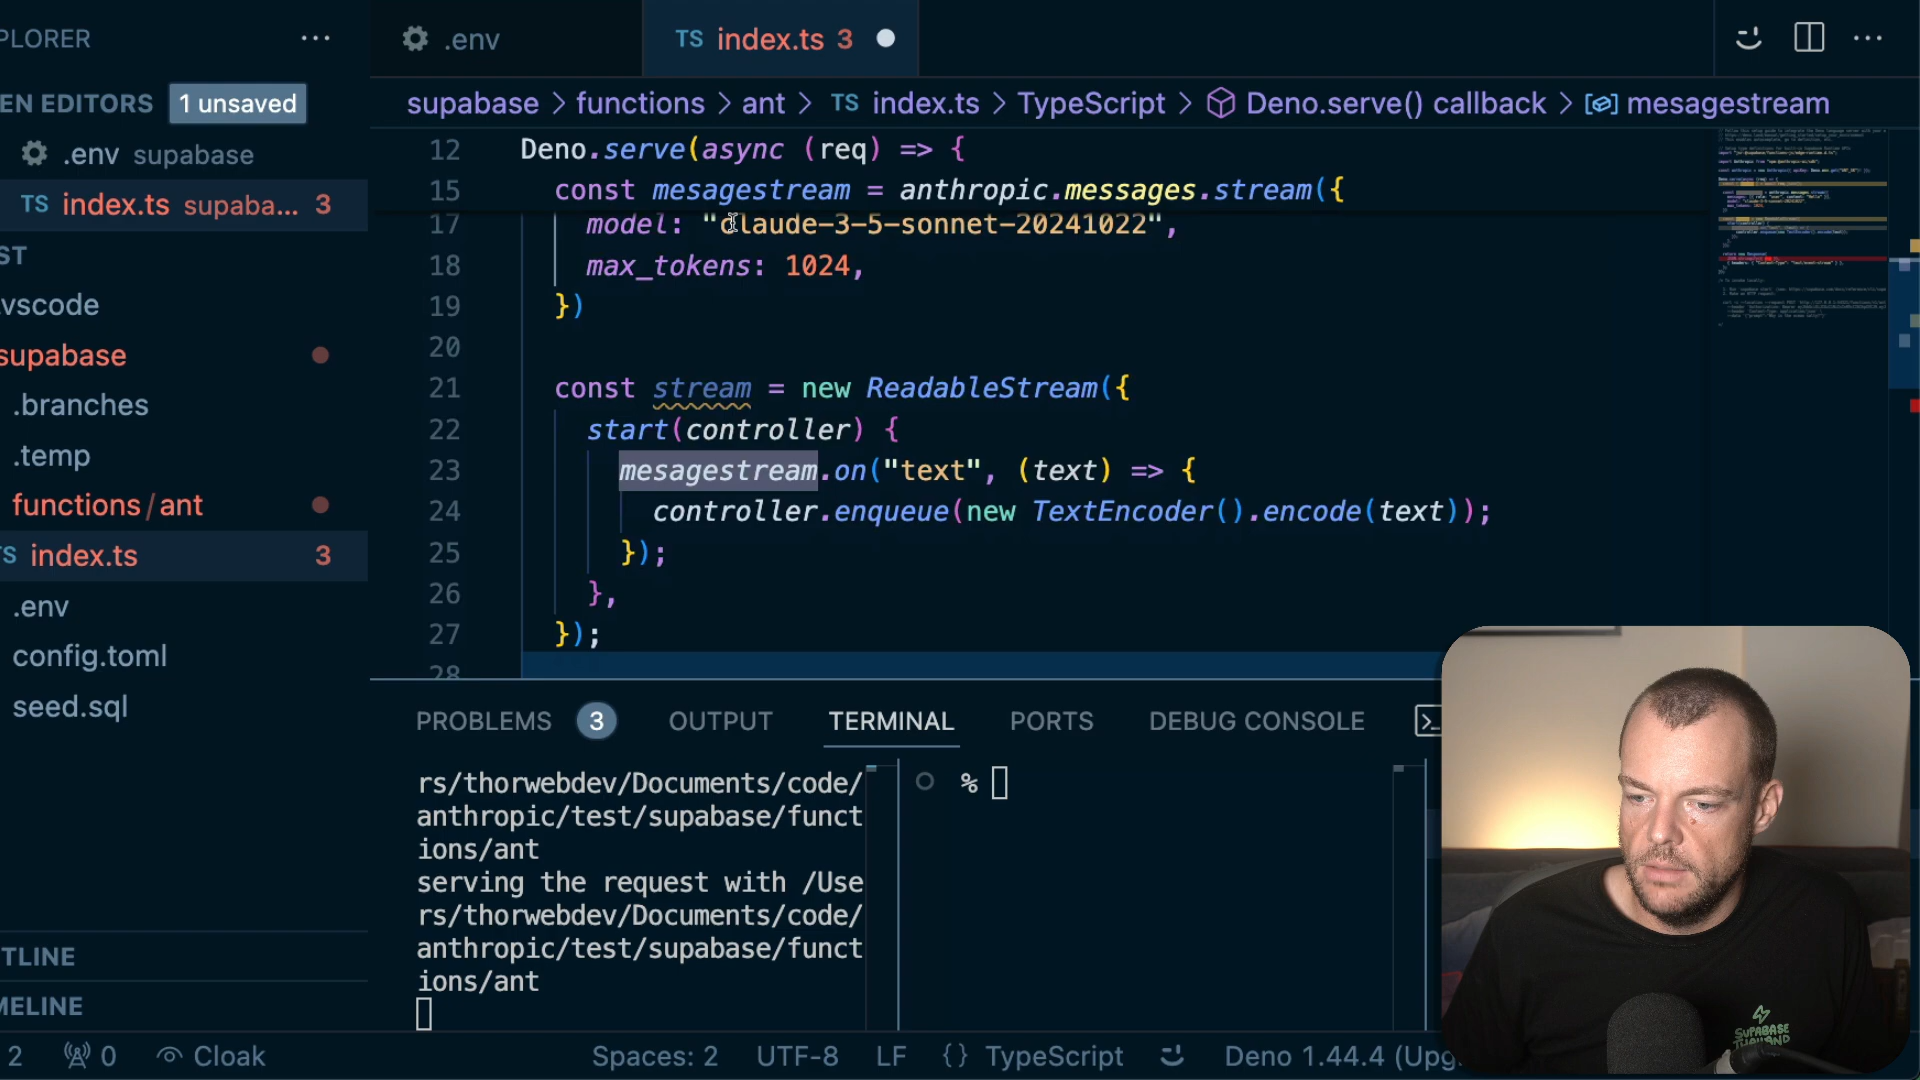 PLORER
···
.env
TS index.ts 3
···
EN EDITORS 1 unsaved
.env supabase
TS index.ts supaba... 3
ST
vscode
supabase
.branches
.temp
functions/ant
TS index.ts 3
.env
config.toml
seed.sql
TLINE
MELINE
supabase > functions > ant > TS index.ts > TypeScript > Deno.serve() callback > mesagestream
12 Deno.serve(async (req) => {
15 const mesagestream = anthropic.messages.stream({
17 model: "claude-3-5-sonnet-20241022",
18 max_tokens: 1024,
19 })
20
21 const stream = new ReadableStream({
22 start(controller) {
23 mesagestream.on("text", (text) => {
24 controller.enqueue(new TextEncoder().encode(text));
25 });
26 },
27 });
28
PROBLEMS 3 OUTPUT TERMINAL PORTS DEBUG CONSOLE
rs/thorwebdev/Documents/code/
anthropic/test/supabase/funct
ions/ant
serving the request with /Use
rs/thorwebdev/Documents/code/
anthropic/test/supabase/funct
ions/ant
%
SUPABASE
THAILAND
2 0 Cloak Spaces: 2 UTF-8 LF {} TypeScript Deno 1.44.4 (Upg